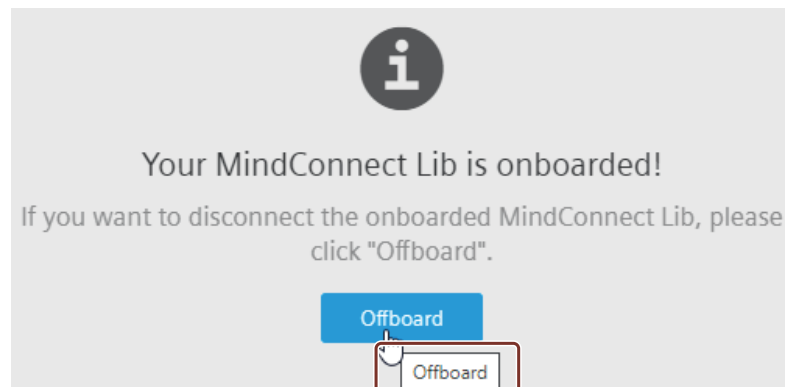 Your MindConnect Lib is onboarded!
If you want to disconnect the onboarded MindConnect Lib, please
click "Offboard".
Offboard
Offboard